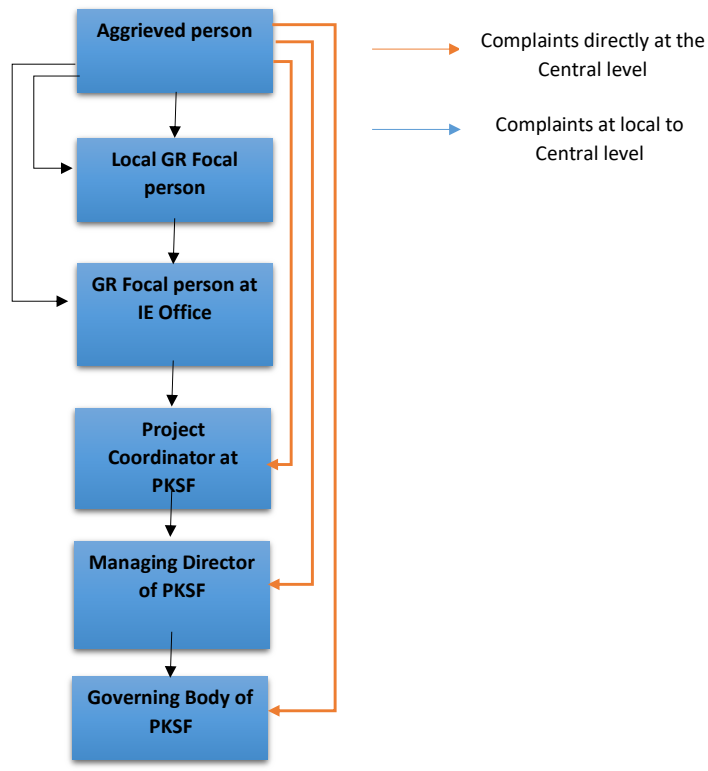 Aggrieved person
Complaints directly at the
Central level
Complaints at local to
Central level
Local GR Focal
person
GR Focal person at
IE Office
Project
Coordinator at
PKSF
Managing Director
of PKSF
Governing Body of
PKSF